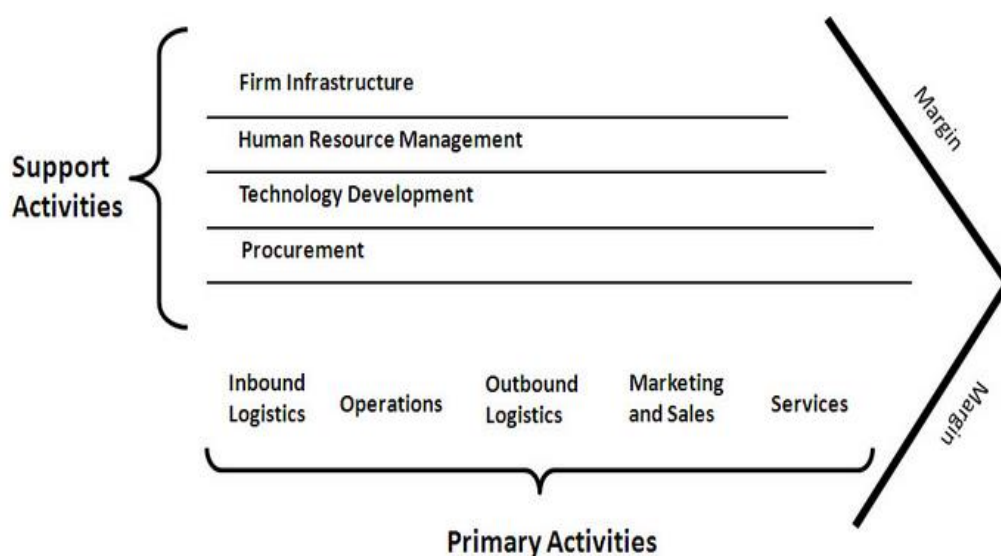 Firm Infrastructure
Human Resource Management
Technology Development
Procurement
Support
Activities
Margin
Inbound
Logistics
Operations
Outbound
Logistics
Marketing
and Sales
Services
Margin
Primary Activities